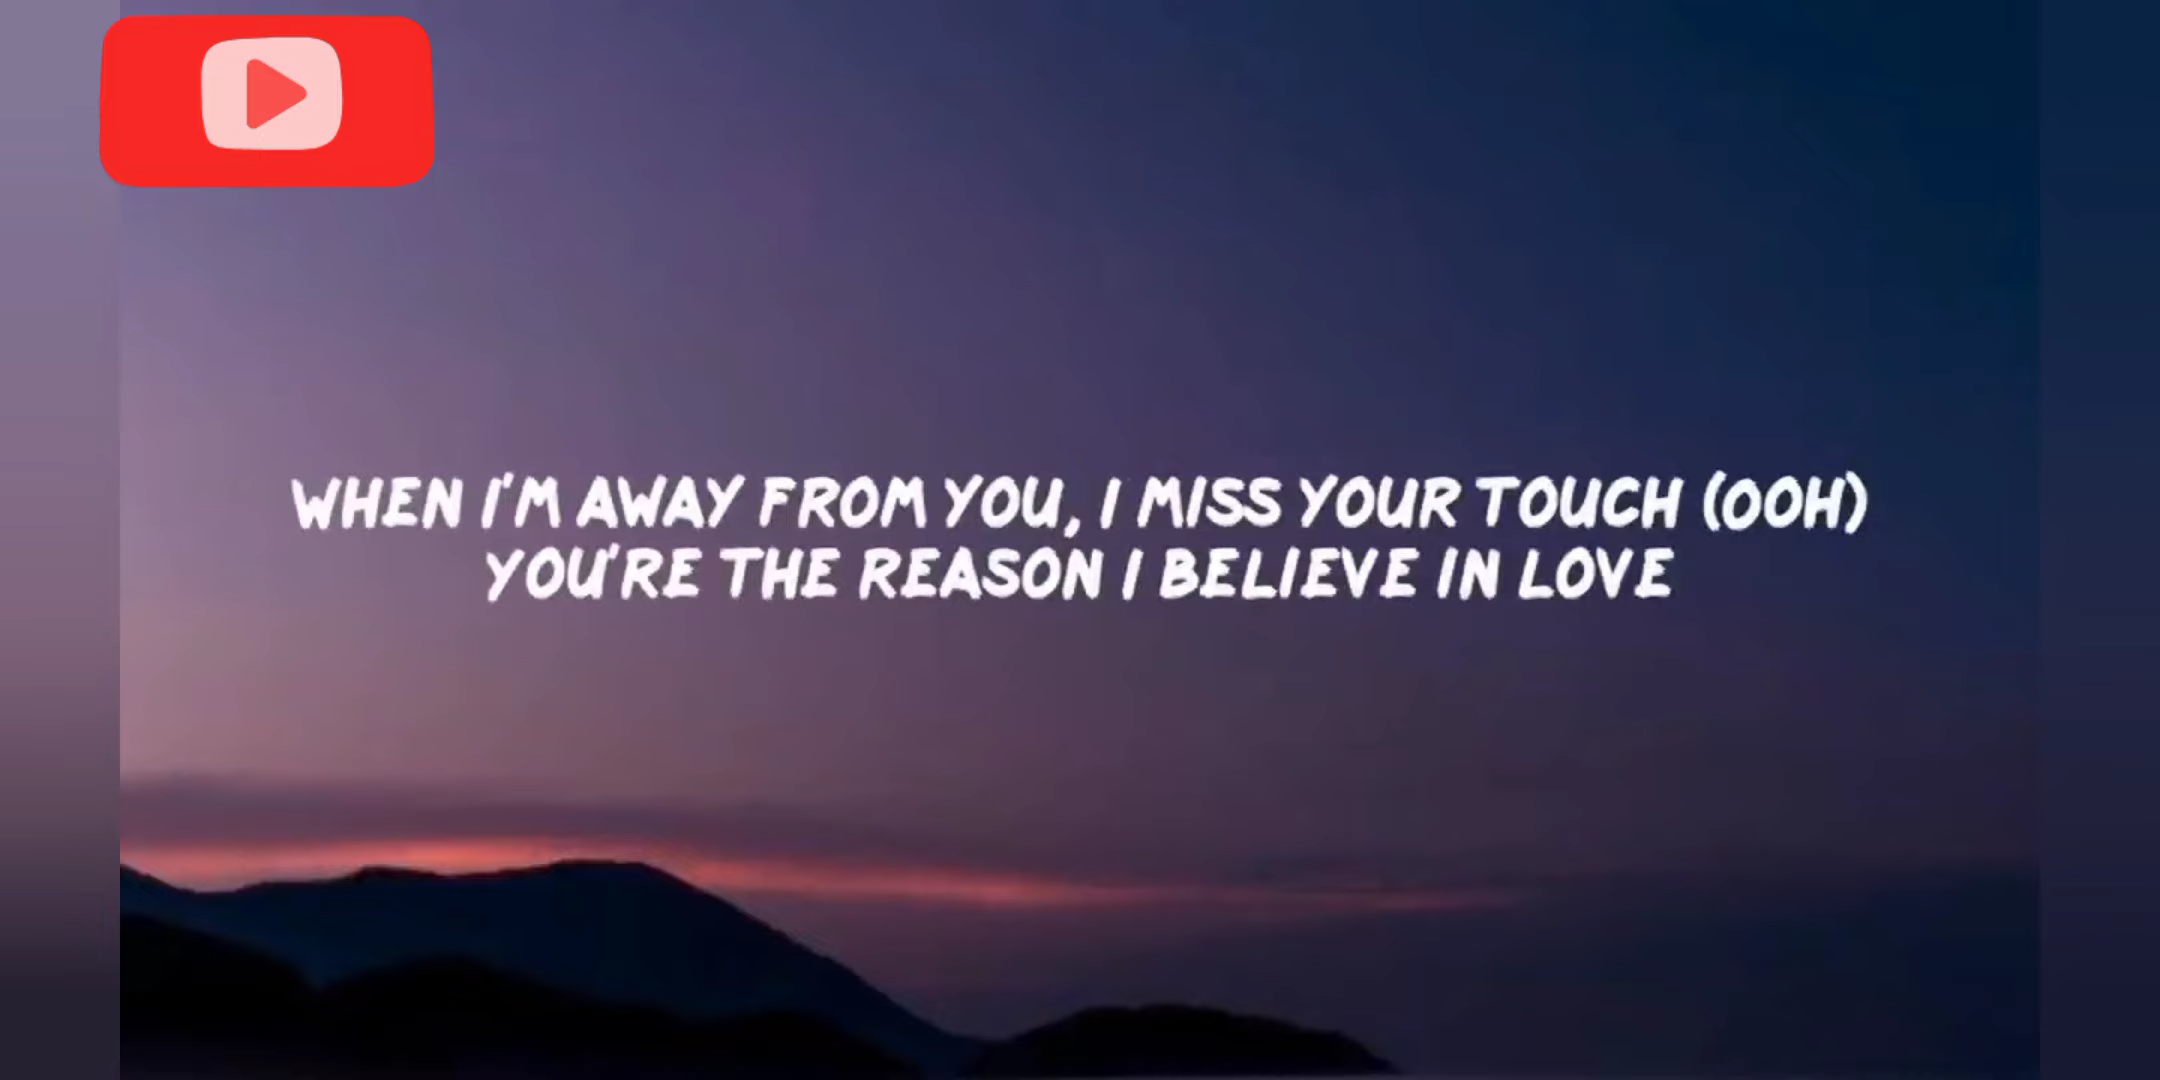 WHEN I'M AWAY FROM YOU, I MISS YOUR TOUCH (OOH)
YOU'RE THE REASON I BELIEVE IN LOVE